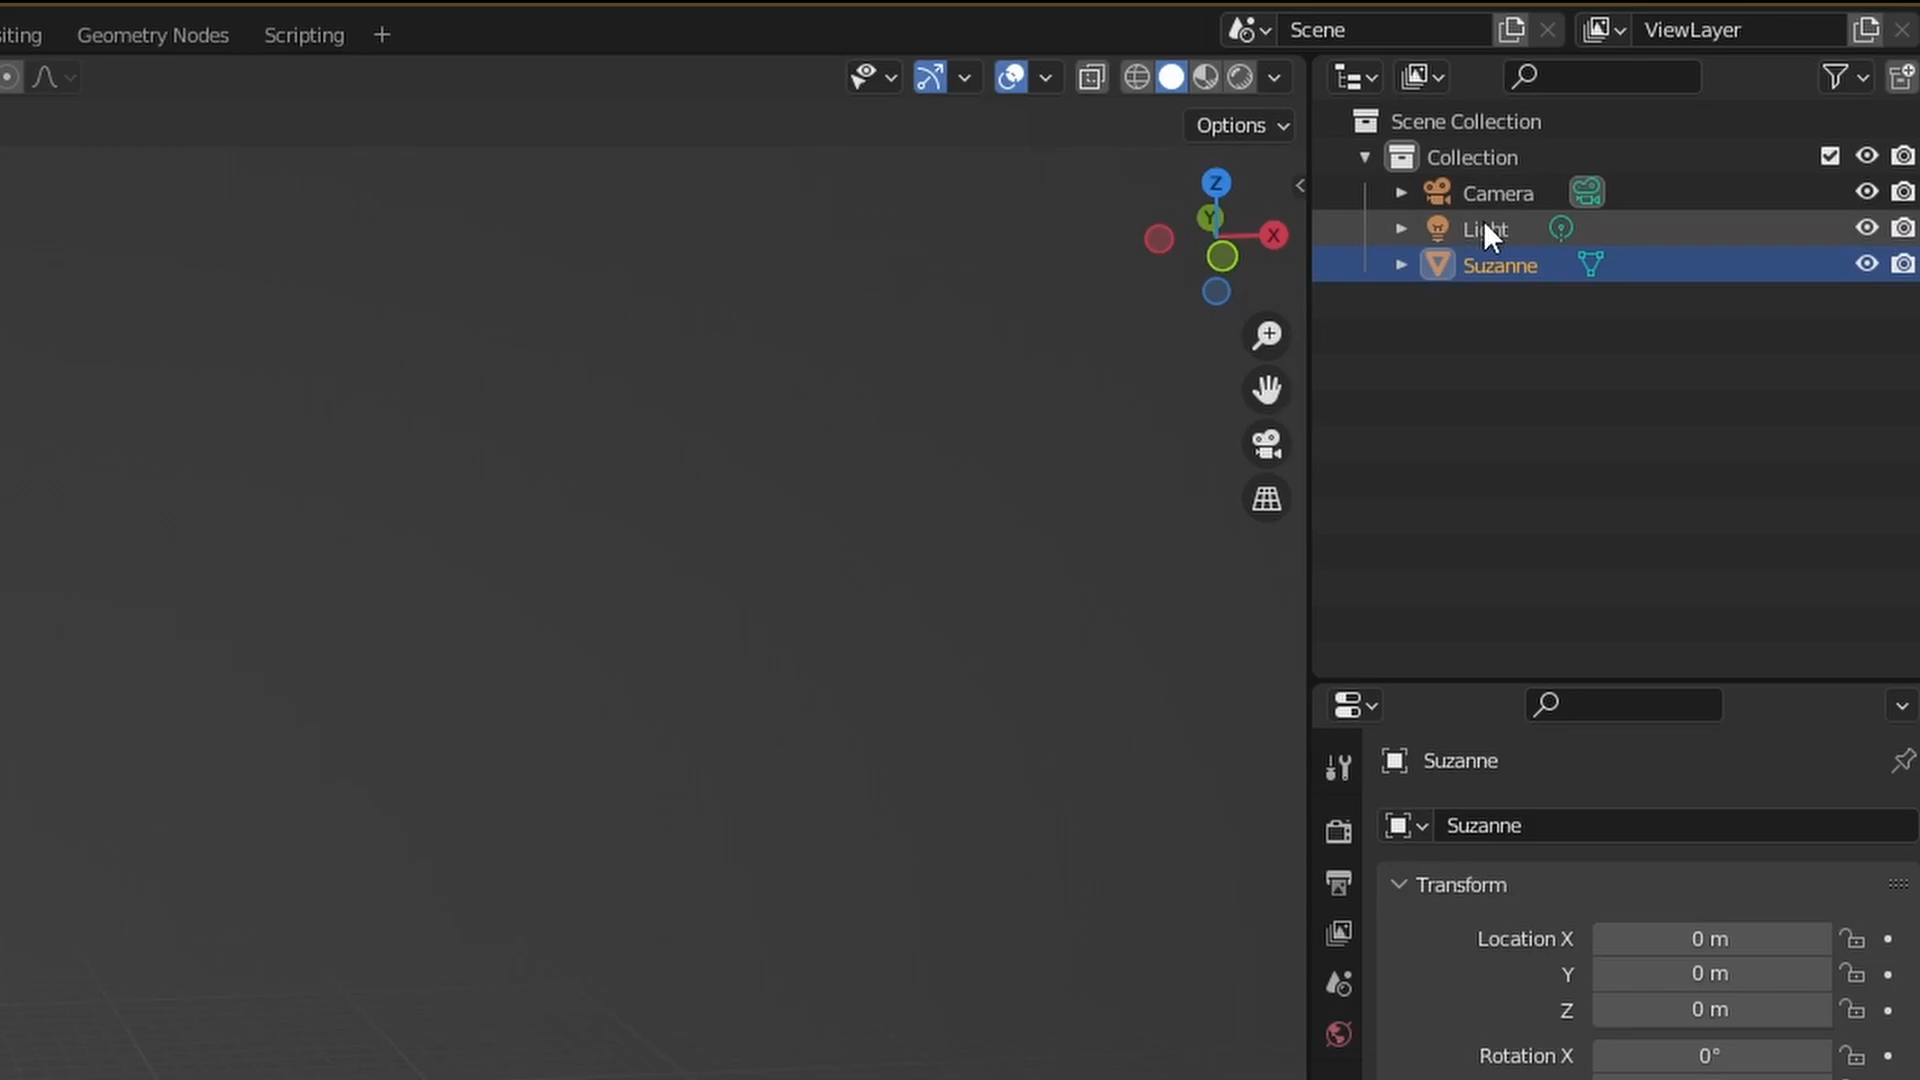 iting Geometry Nodes Scripting +
Scene
ViewLayer
Options
Z
Y
X
Scene Collection
Collection
Camera
Light
Suzanne
Suzanne
Suzanne
Transform
Location X 0 m
Y 0 m
Z 0 m
Rotation X 0°